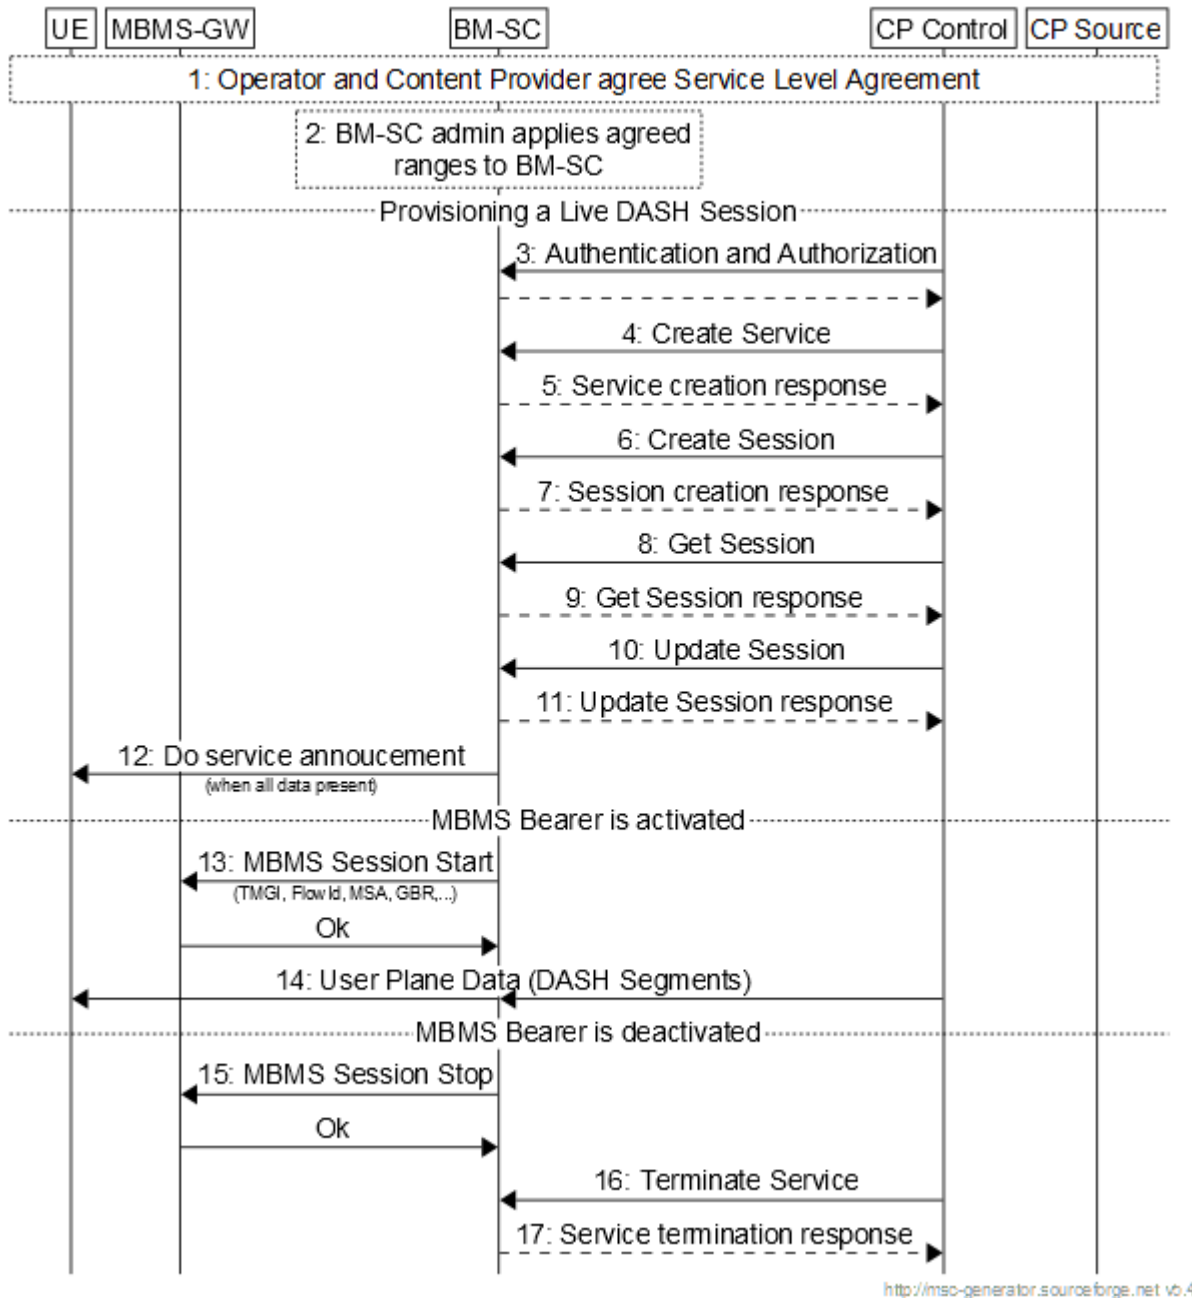 UE MBMS-GW BM-SC CP Control CP Source
1: Operator and Content Provider agree Service Level Agreement
2: BM-SC admin applies agreed
ranges to BM-SC
Provisioning a Live DASH Session
3: Authentication and Authorization
4: Create Service
5: Service creation response
6: Create Session
7: Session creation response
8: Get Session
9: Get Session response
10: Update Session
11: Update Session response
12: Do service annoucement
(when all data present)
MBMS Bearer is activated
13: MBMS Session Start
(TMGI, Flow Id, MSA, GBR,...)
Ok
14: User Plane Data (DASH Segments)
MBMS Bearer is deactivated
15: MBMS Session Stop
Ok
16: Terminate Service
17: Service termination response
http://msc-generator.sourceforge.net v5.4